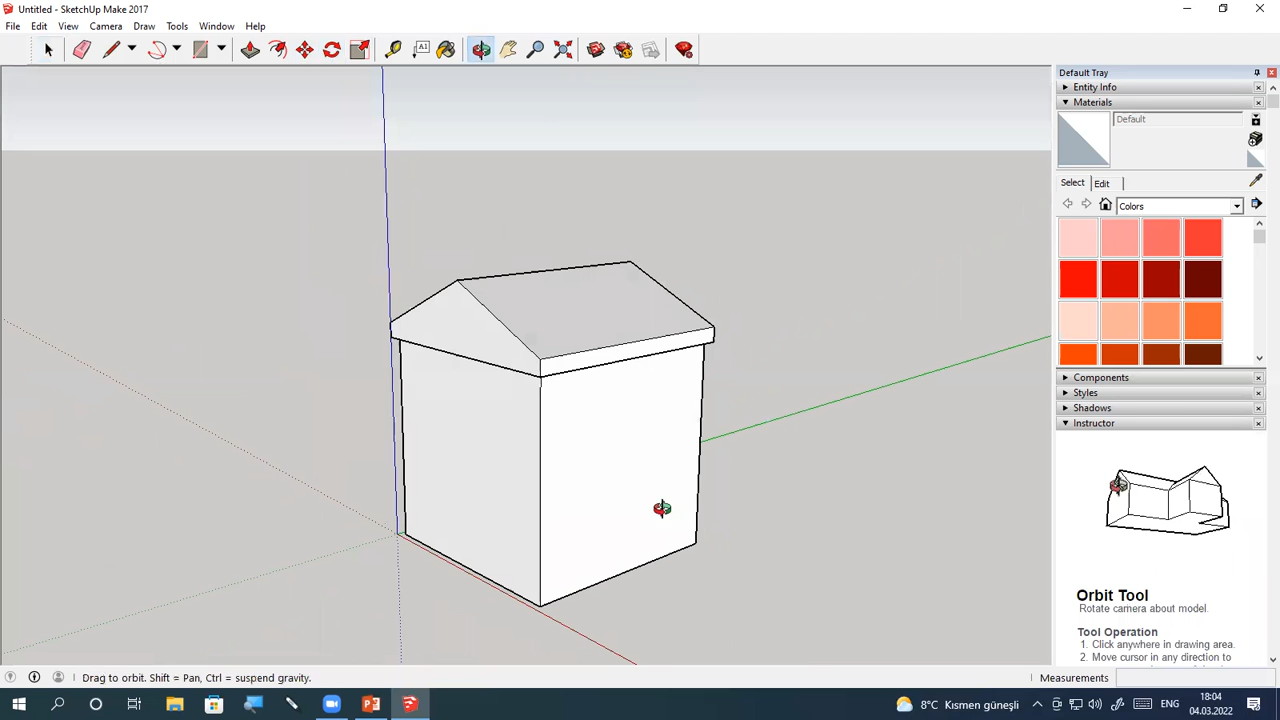 Untitled - SketchUp Make 2017
File Edit View Camera Draw Tools Window Help
A1
Default Tray
Entity Info
Materials
Default
Select Edit
Colors
Components
Styles
Shadows
Instructor
Orbit Tool
Rotate camera about model.
Tool Operation
1. Click anywhere in drawing area.
2. Move cursor in any direction to
Drag to orbit. Shift = Pan, Ctrl = suspend gravity.
Measurements
8°C Kısmen güneşli
ENG
18:04
04.03.2022